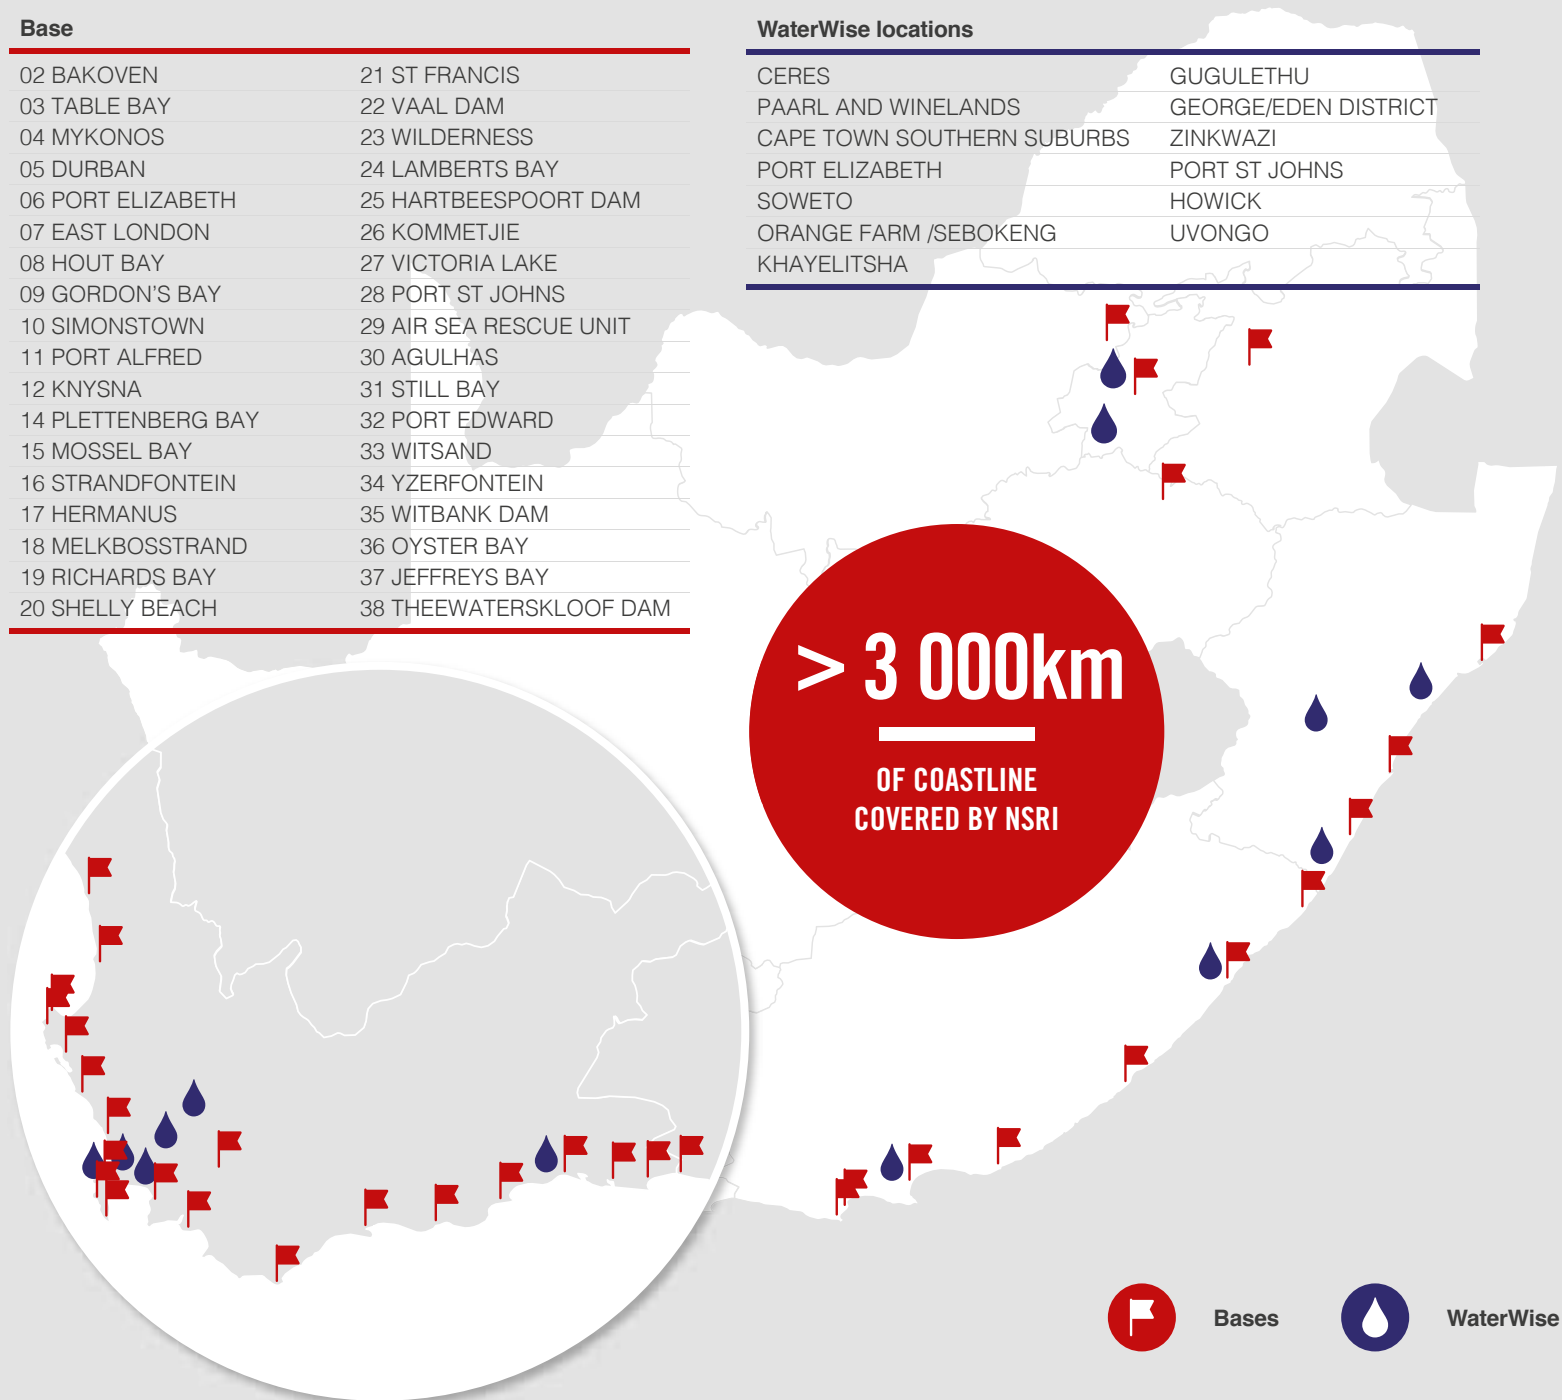 Base
02 BAKOVEN
03 TABLE BAY
04 MYKONOS
05 DURBAN
06 PORT ELIZABETH
07 EAST LONDON
08 HOUT BAY
09 GORDON'S BAY
10 SIMONSTOWN
11 PORT ALFRED
12 KNYSNA
14 PLETTENBERG BAY
15 MOSSEL BAY
16 STRANDFONTEIN
17 HERMANUS
18 MELKBOSSTRAND
19 RICHARDS BAY
20 SHELLY BEACH
21 ST FRANCIS
22 VAAL DAM
23 WILDERNESS
24 LAMBERTS BAY
25 HARTBEESPOORT DAM
26 KOMMETJIE
27 VICTORIA LAKE
28 PORT ST JOHNS
29 AIR SEA RESCUE UNIT
30 AGULHAS
31 STILL BAY
32 PORT EDWARD
33 WITSAND
34 YZERFONTEIN
35 WITBANK DAM
36 OYSTER BAY
37 JEFFREYS BAY
38 THEEWATERSKLOOF DAM
WaterWise locations
CERES
PAARL AND WINELANDS
CAPE TOWN SOUTHERN SUBURBS
PORT ELIZABETH
SOWETO
ORANGE FARM /SEBOKENG
KHAYELITSHA
GUGULETHU
GEORGE/EDEN DISTRICT
ZINKWAZI
PORT ST JOHNS
HOWICK
UVONGO
> 3 000km
OF COASTLINE
COVERED BY NSRI
Bases
WaterWise